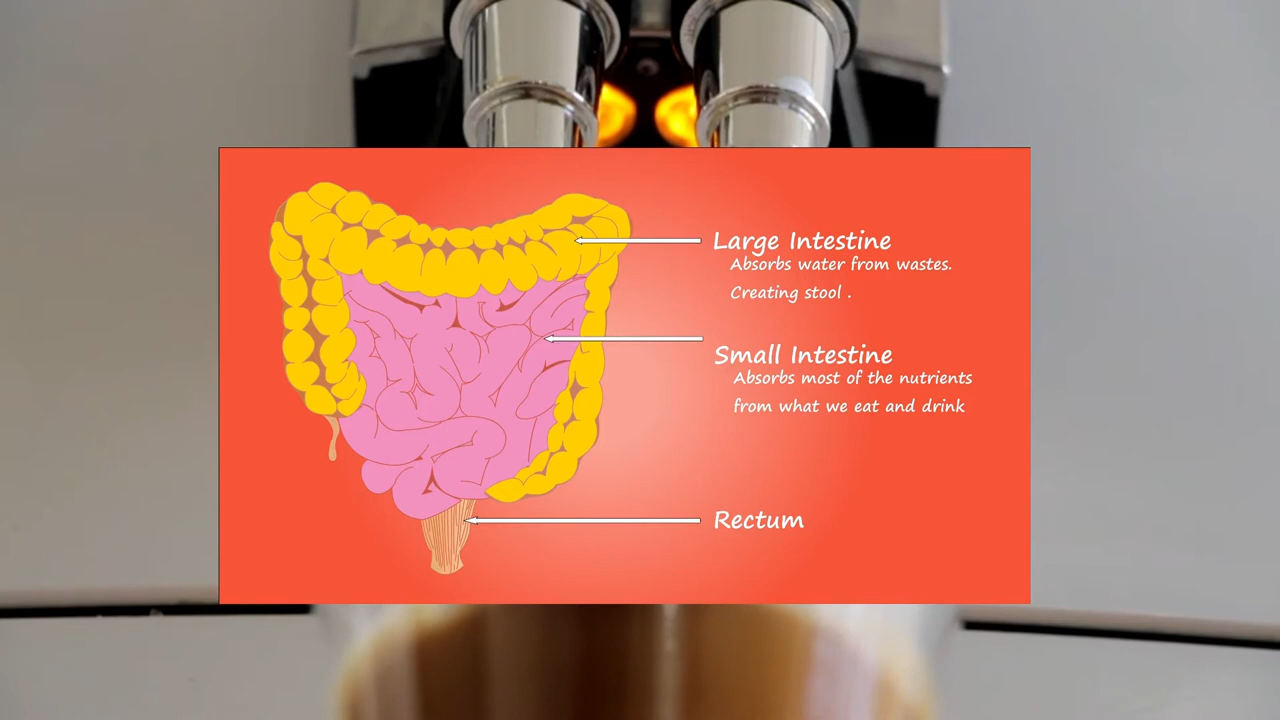 Large Intestine
Absorbs water from wastes.
Creating stool .
Small Intestine
Absorbs most of the nutrients
from what we eat and drink
Rectum